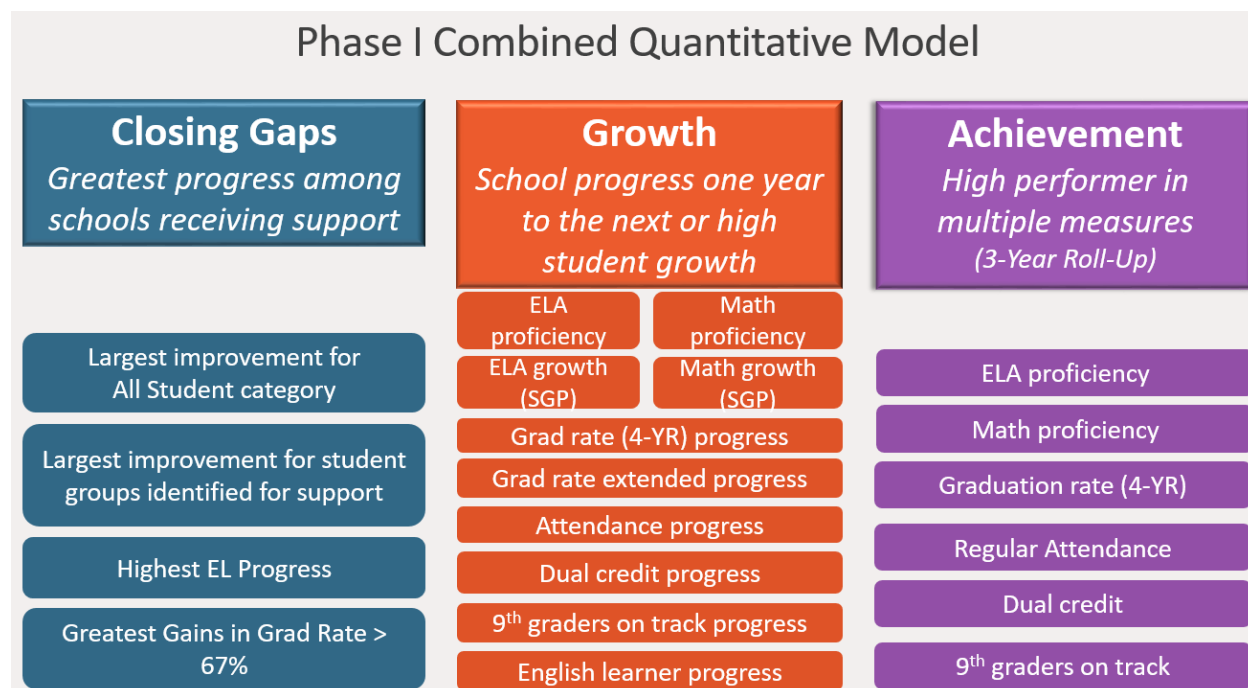 Phase I Combined Quantitative Model
Closing Gaps
Greatest progress among
schools receiving support
Largest improvement for
All Student category
Largest improvement for student
groups identified for support
Highest EL Progress
Greatest Gains in Grad Rate >
67%
Growth
School progress one year
to the next or high
student growth
ELA
proficiency
Math
proficiency
ELA growth
(SGP)
Math growth
(SGP)
Grad rate (4-YR) progress
Grad rate extended progress
Attendance progress
Dual credit progress
9th graders on track progress
English learner progress
Achievement
High performer in
multiple measures
(3-Year Roll-Up)
ELA proficiency
Math proficiency
Graduation rate (4-YR)
Regular Attendance
Dual credit
9th graders on track